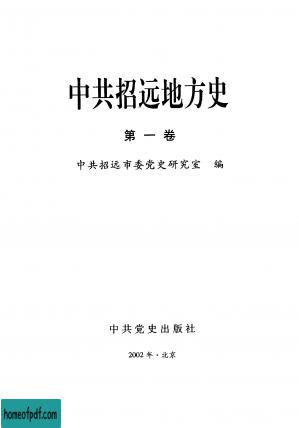 中共招远地方史
第一卷
中共招远市委党史研究室 编
中共党史出版社
2002年·北京
homeofpdf.com